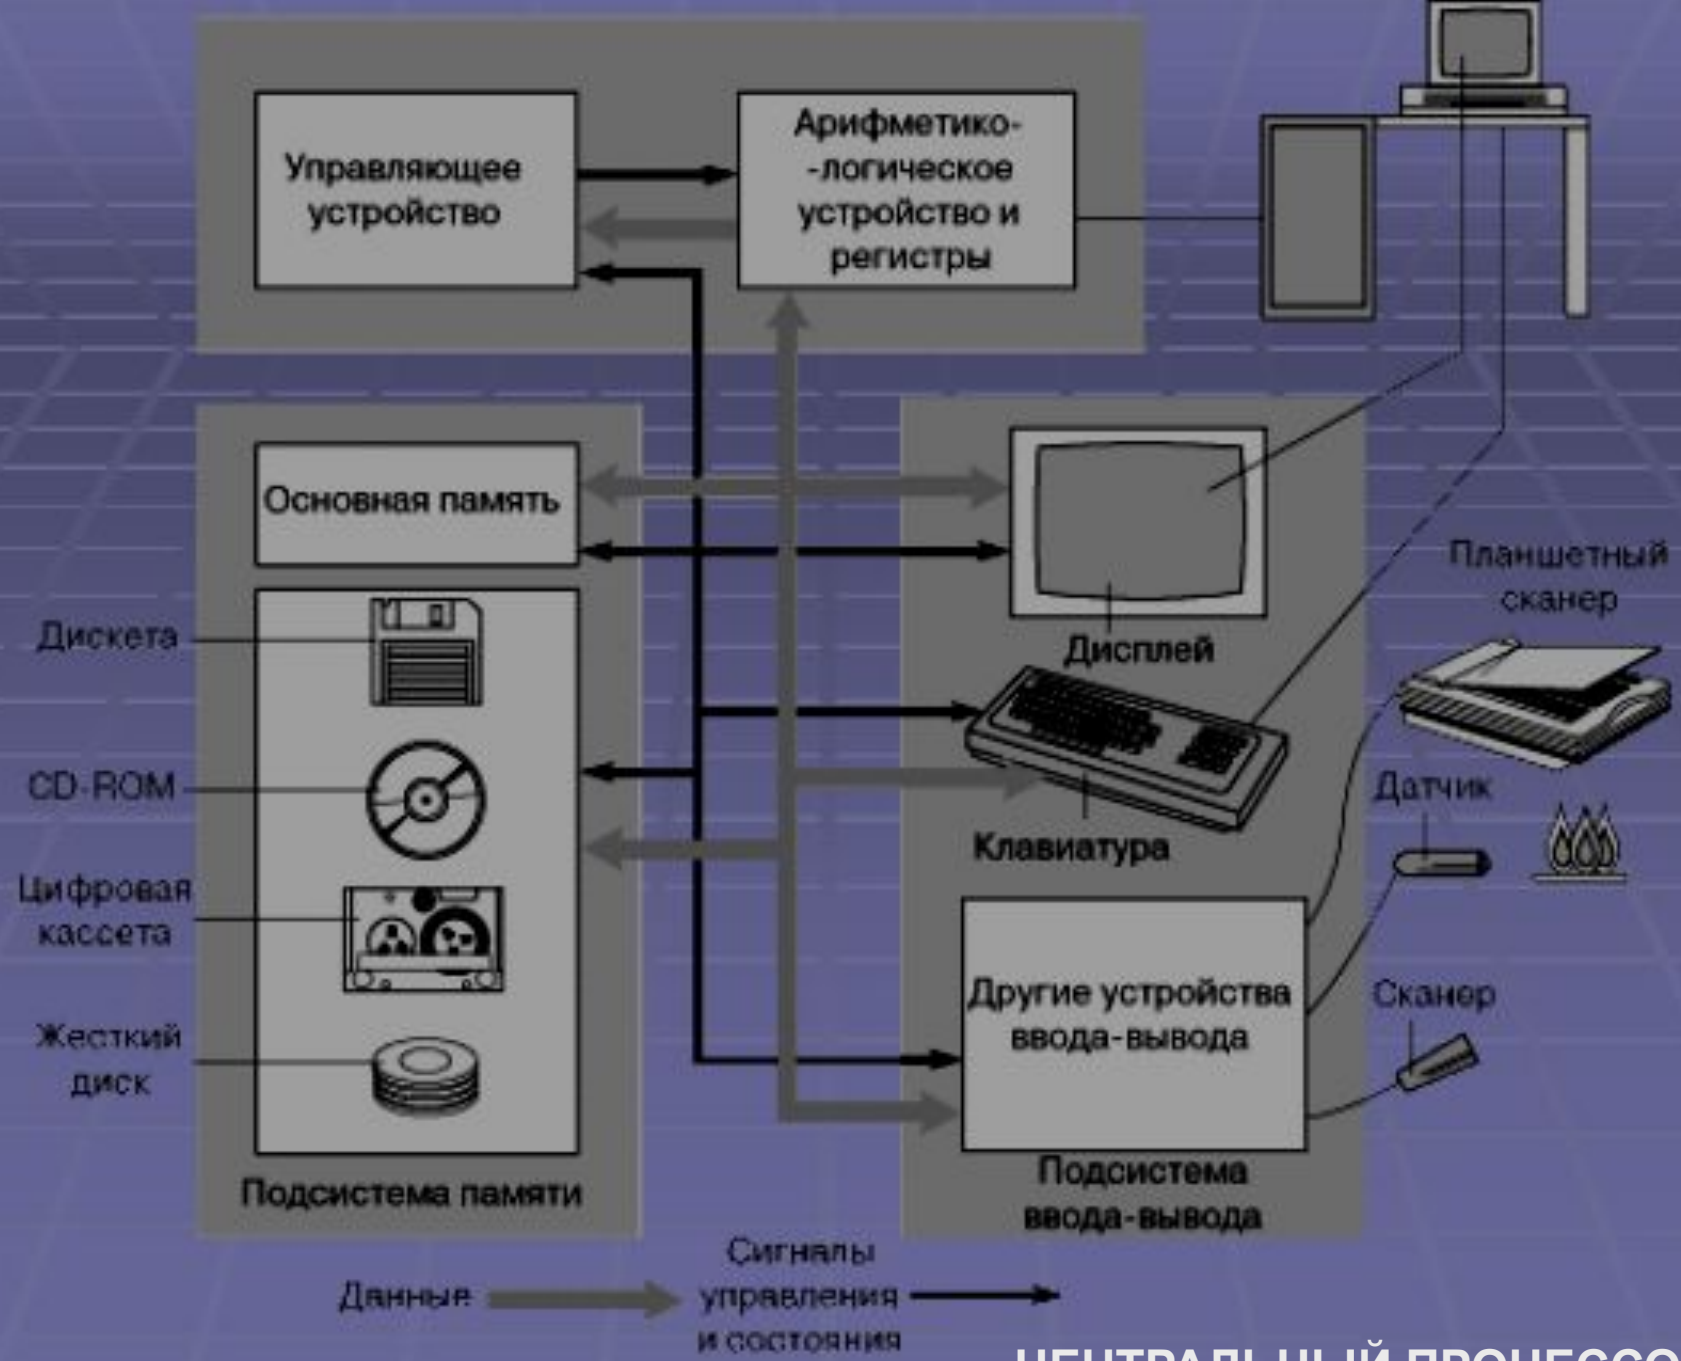 Управляющее
устройство
Арифметико-
-логическое
устройство и
регистры
Основная память
Дискета
CD-ROM
Цифровая
кассета
Жесткий
диск
Подсистема памяти
Дисплей
Клавиатура
Другие устройства
ввода-вывода
Подсистема
ввода-вывода
Планшетный
сканер
Датчик
Сканер
Данные
Сигналы
управления
и состояния